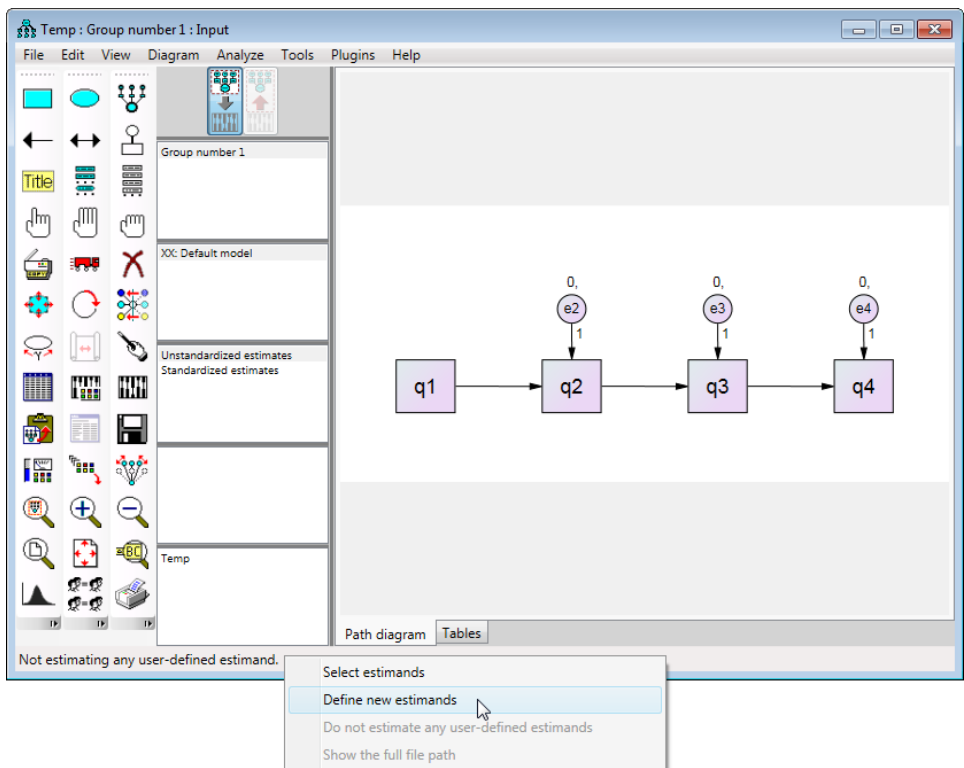 Temp : Group number 1 : Input
File Edit View Diagram Analyze Tools Plugins Help
Title
Group number 1
XX: Default model
Unstandardized estimates
Standardized estimates
Temp
0,
e2
1
0,
e3
1
0,
e4
1
q1
q2
q3
q4
Path diagram Tables
Not estimating any user-defined estimand.
Select estimands
Define new estimands
Do not estimate any user-defined estimands
Show the full file path